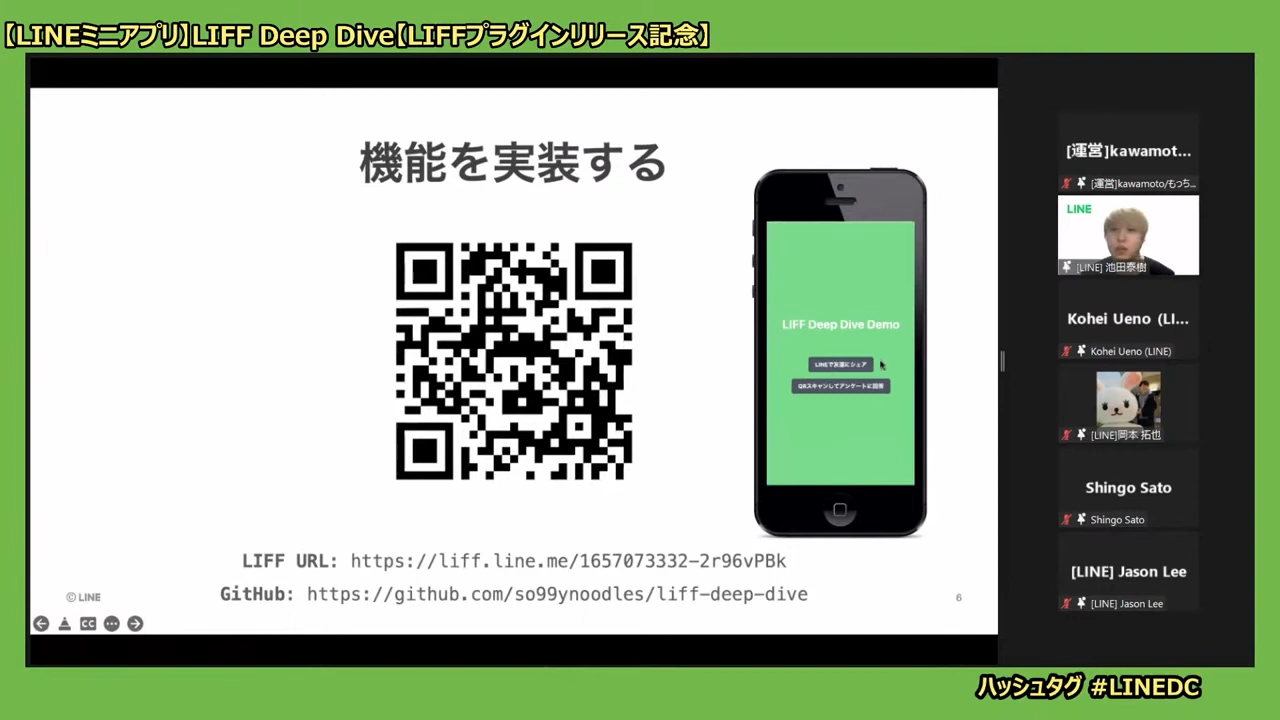 【LINEミニアプリ】LIFF Deep Dive【LIFFプラグインリリース記念】
機能を実装する
LIFF Deep Dive Demo
LINEで友達にシェア
QRスキャンしてアンケートに回答
LIFF URL: https://liff.line.me/1657073332-2r96vPBk
GitHub: https://github.com/so99ynoodles/liff-deep-dive
© LINE
6
CC
[運営]kawamot...
[運営]kawamoto/もっち...
LINE
[LINE] 池田泰樹
Kohei Ueno (LI...
Kohei Ueno (LINE)
[LINE]岡本 拓也
Shingo Sato
Shingo Sato
[LINE] Jason Lee
[LINE] Jason Lee
ハッシュタグ #LINEDC